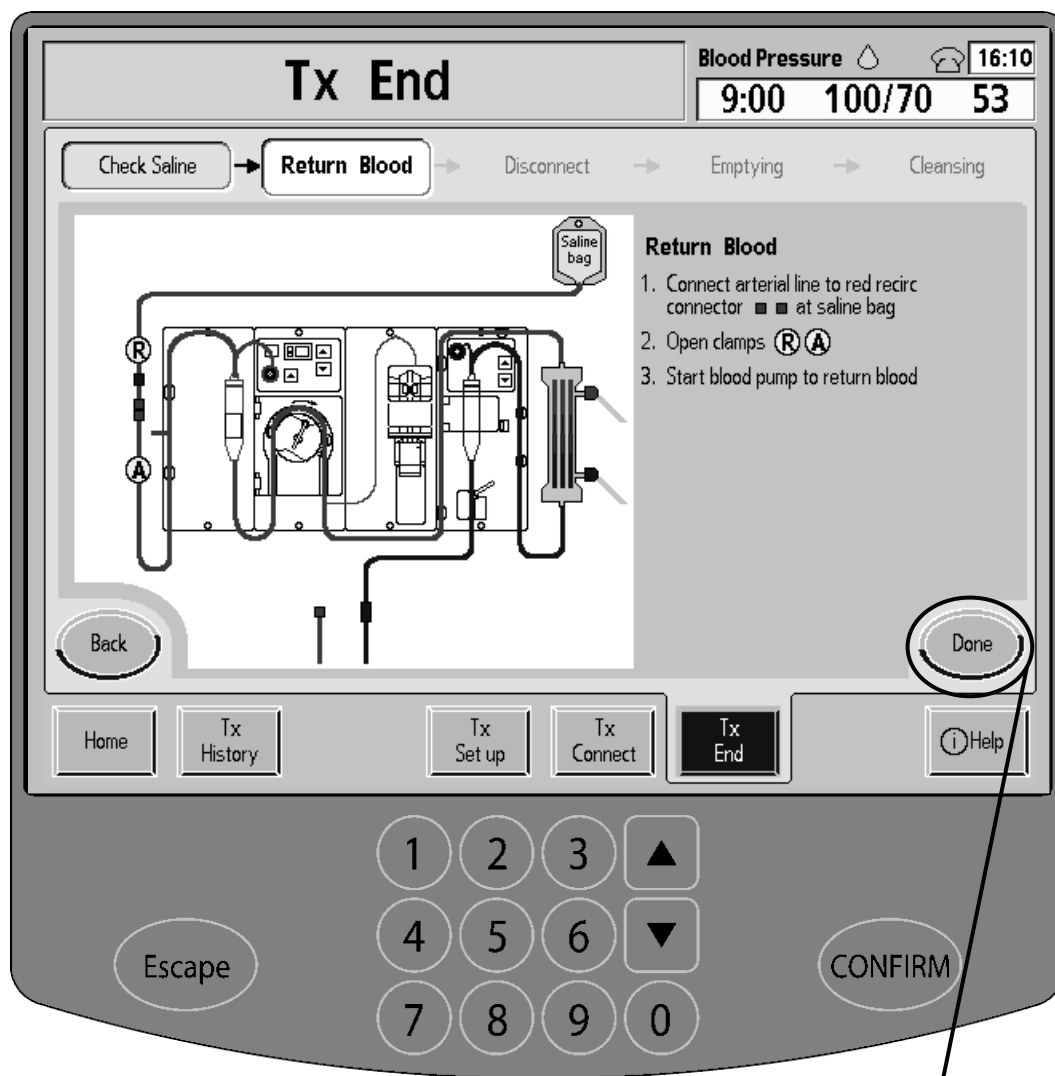 Tx End
Blood Pressure 16:10
9:00 100/70 53
Check Saline Return Blood Disconnect Emptying Cleansing
Saline
bag
Return Blood
1. Connect arterial line to red recirc
connector at saline bag
2. Open clamps R A
3. Start blood pump to return blood
R
A
Back
Done
Home
Tx
History
Tx
Set up
Tx
Connect
Tx
End
i Help
1 2 3 ▲
4 5 6 ▼
Escape
CONFIRM
7 8 9 0